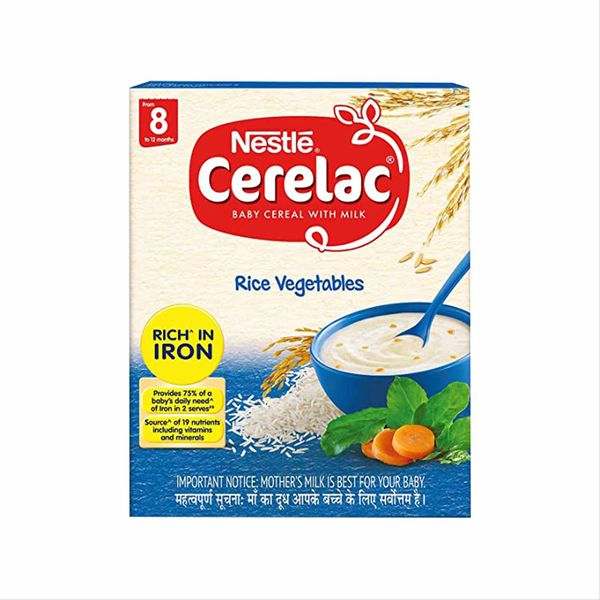 From
8
to 12 months
Nestlé®
Cerelac®
BABY CEREAL WITH MILK
Rice Vegetables
RICH^ IN
IRON
Provides 75% of a
baby's daily need^
of Iron in 2 serves
Source^ of 19 nutrients
including vitamins
and minerals
IMPORTANT NOTICE: MOTHER'S MILK IS BEST FOR YOUR BABY.
महत्वपूर्ण सूचना: माँ का दूध आपके बच्चे के लिए सर्वोत्तम है।